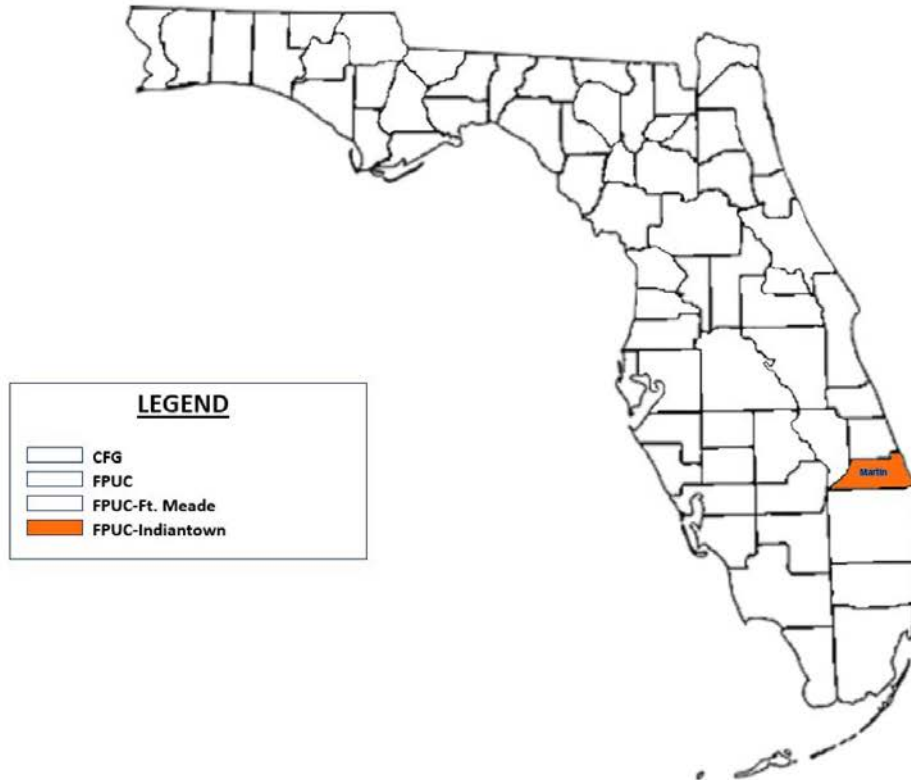 LEGEND
CFG
FPUC
FPUC-Ft. Meade
FPUC-Indiantown
Martin